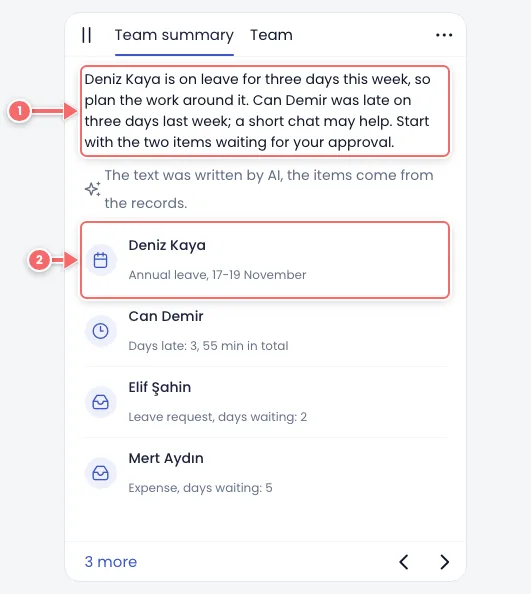 Team summary Team
Deniz Kaya is on leave for three days this week, so
plan the work around it. Can Demir was late on
three days last week; a short chat may help. Start
with the two items waiting for your approval.
1
The text was written by AI, the items come from
the records.
2
Deniz Kaya
Annual leave, 17-19 November
Can Demir
Days late: 3, 55 min in total
Elif Şahin
Leave request, days waiting: 2
Mert Aydın
Expense, days waiting: 5
3 more